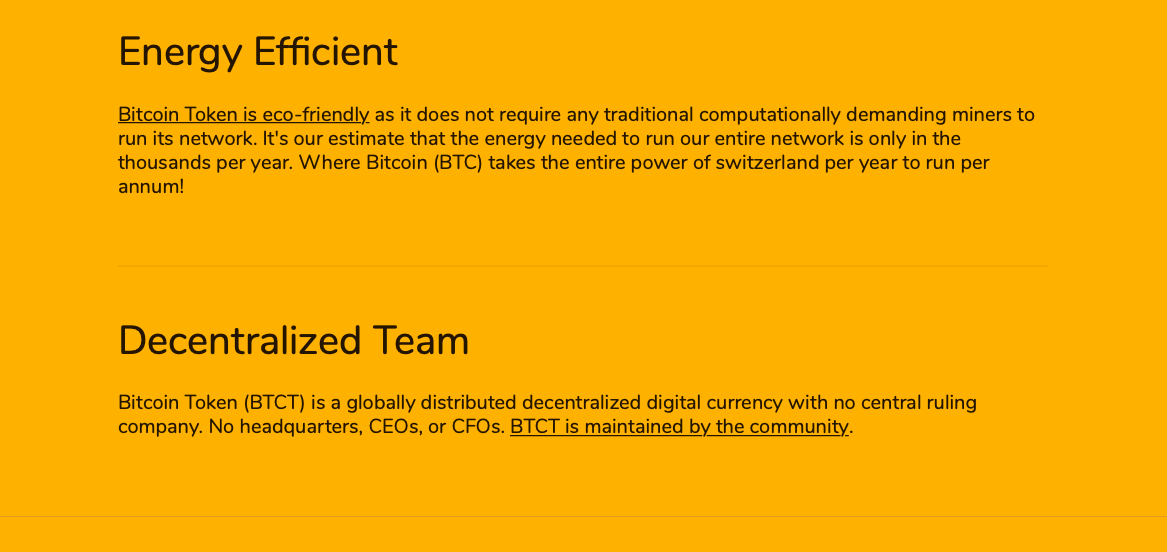 Energy Efficient
Bitcoin Token is eco-friendly as it does not require any traditional computationally demanding miners to
run its network. It's our estimate that the energy needed to run our entire network is only in the
thousands per year. Where Bitcoin (BTC) takes the entire power of switzerland per year to run per
annum!
Decentralized Team
Bitcoin Token (BTCT) is a globally distributed decentralized digital currency with no central ruling
company. No headquarters, CEOs, or CFOs. BTCT is maintained by the community.